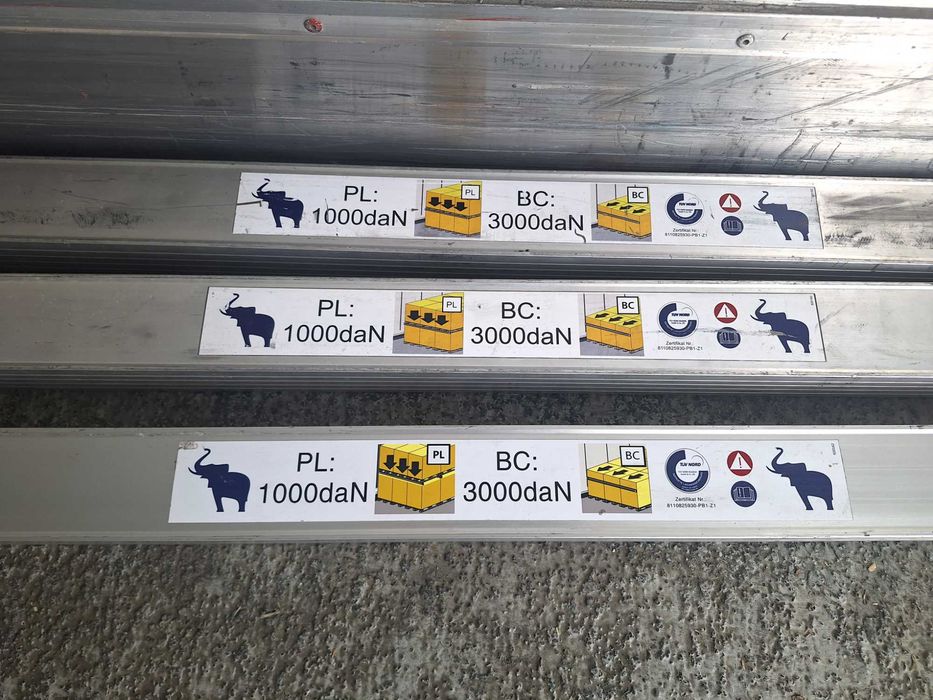 PL:
1000daN
PL
BC:
3000daN
BC
TÜV NORD
Zertifikat Nr.:
8110825930-PB1-Z1
PL:
1000daN
PL
BC:
3000daN
BC
TÜV NORD
Zertifikat Nr.:
8110825930-PB1-Z1
PL:
1000daN
PL
BC:
3000daN
BC
TÜV NORD
Zertifikat Nr.:
8110825930-PB1-Z1